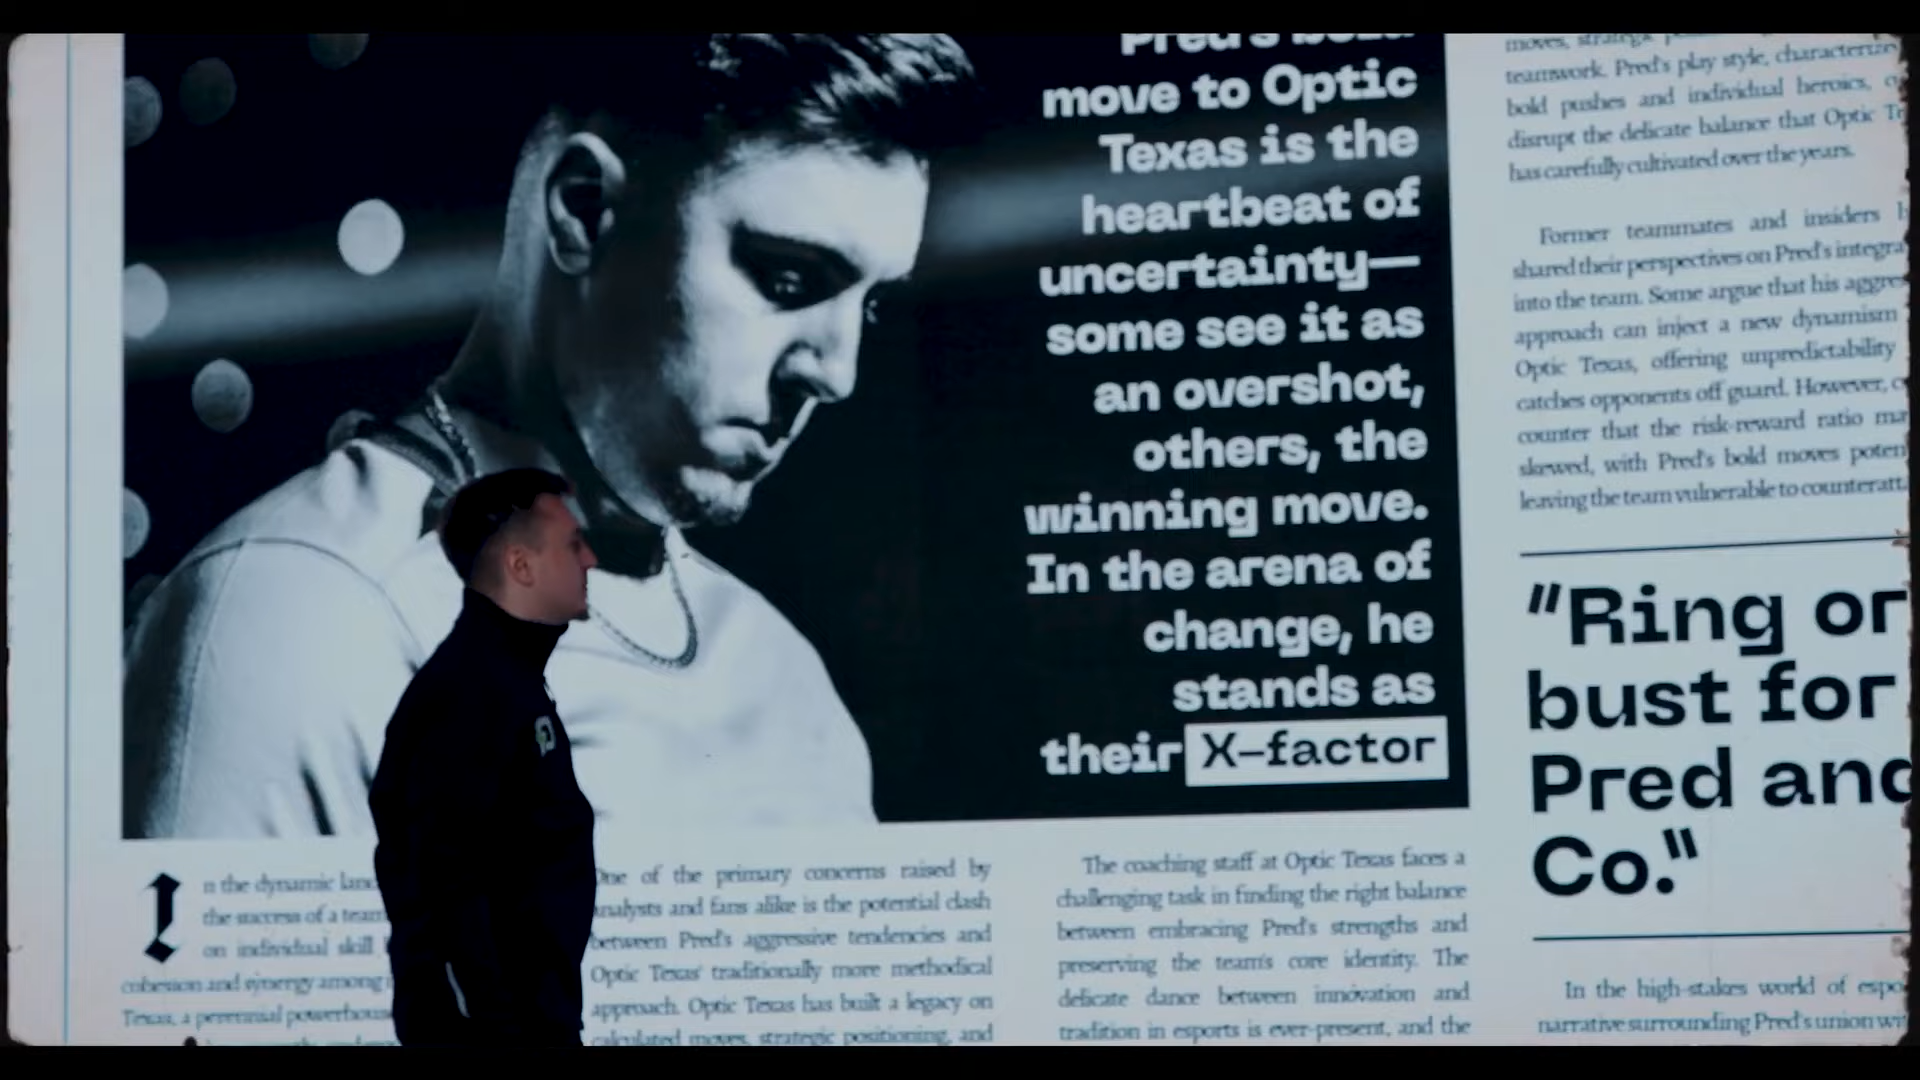 Pred's bold
move to Optic
Texas is the
heartbeat of
uncertainty—
some see it as
an overshot,
others, the
winning move.
In the arena of
change, he
stands as
their X-factor
n the dynamic
the success of a team
on individual skill
cohesion and synergy among
Texas, a perennial
One of the primary concerns raised by
analysts and fans alike is the potential clash
between Pred's aggressive tendencies and
Optic Texas' traditionally more methodical
approach. Optic Texas has built a legacy on
calculated moves, strategic positioning, and
The coaching staff at Optic Texas faces a
challenging task in finding the right balance
between embracing Pred's strengths and
preserving the team's core identity. The
delicate dance between innovation and
tradition in esports is ever-present, and the
moves, strategic
teamwork. Pred's play style,
bold pushes and individual heroics,
disrupt the delicate balance that Optic
has carefully cultivated over the years.
Former teammates and insiders
shared their perspectives on Pred's
into the team. Some argue that his
approach can inject a new dynamism
Optic Texas, offering unpredictability
catches opponents off guard. However,
counter that the risk-reward ratio
skewed, with Pred's bold moves
leaving the team vulnerable to
"Ring or
bust for
Pred and
Co."
In the high-stakes world of
narrative surrounding Pred's union